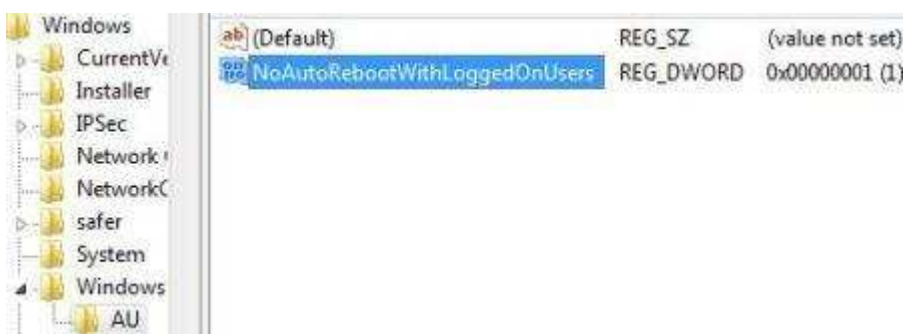 Windows
CurrentVe
Installer
IPSec
Network
NetworkC
safer
System
Windows
AU
ab (Default) REG_SZ (value not set)
NoAutoRebootWithLoggedOnUsers REG_DWORD 0x00000001 (1)